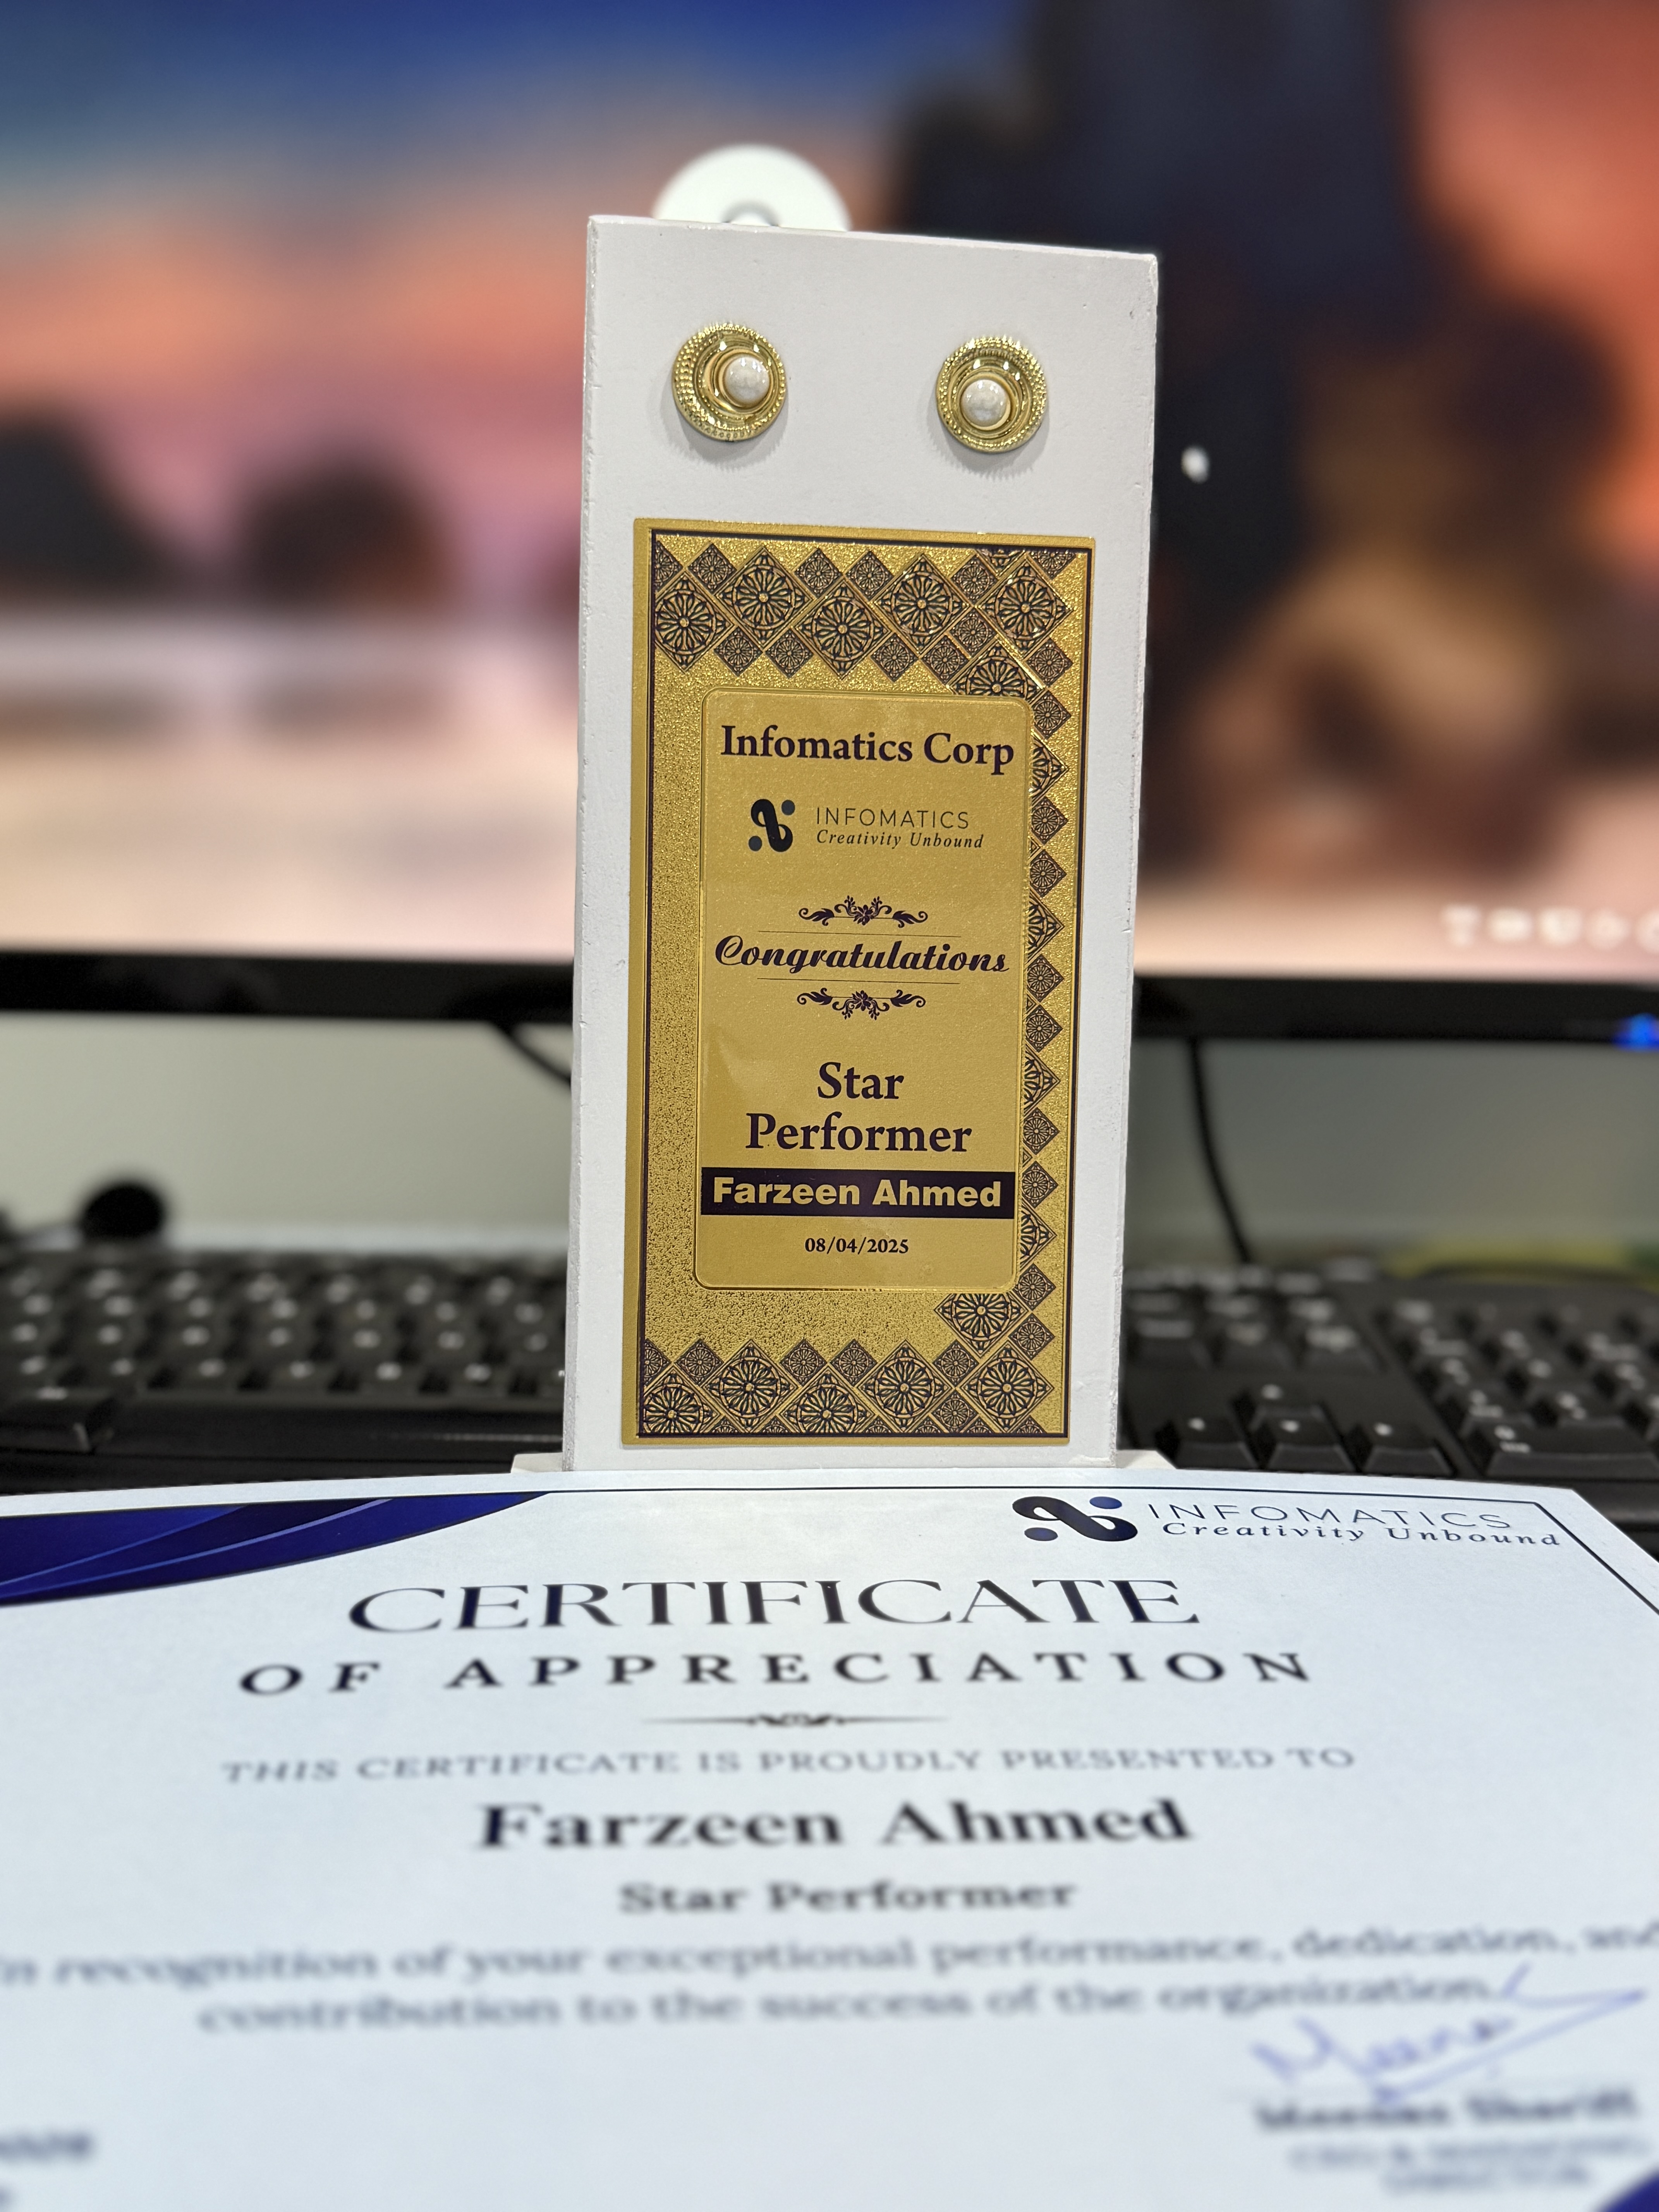 Infomatics Corp
INFOMATICS
Creativity Unbound
Congratulations
Star
Performer
Farzeen Ahmed
08/04/2025
INFOMATICS
Creativity Unbound
CERTIFICATE
OF APPRECIATION
THIS CERTIFICATE IS PROUDLY PRESENTED TO
Farzeen Ahmed
Star Performer
In recognition of your exceptional performance, dedication, and
contribution to the success of the organization.